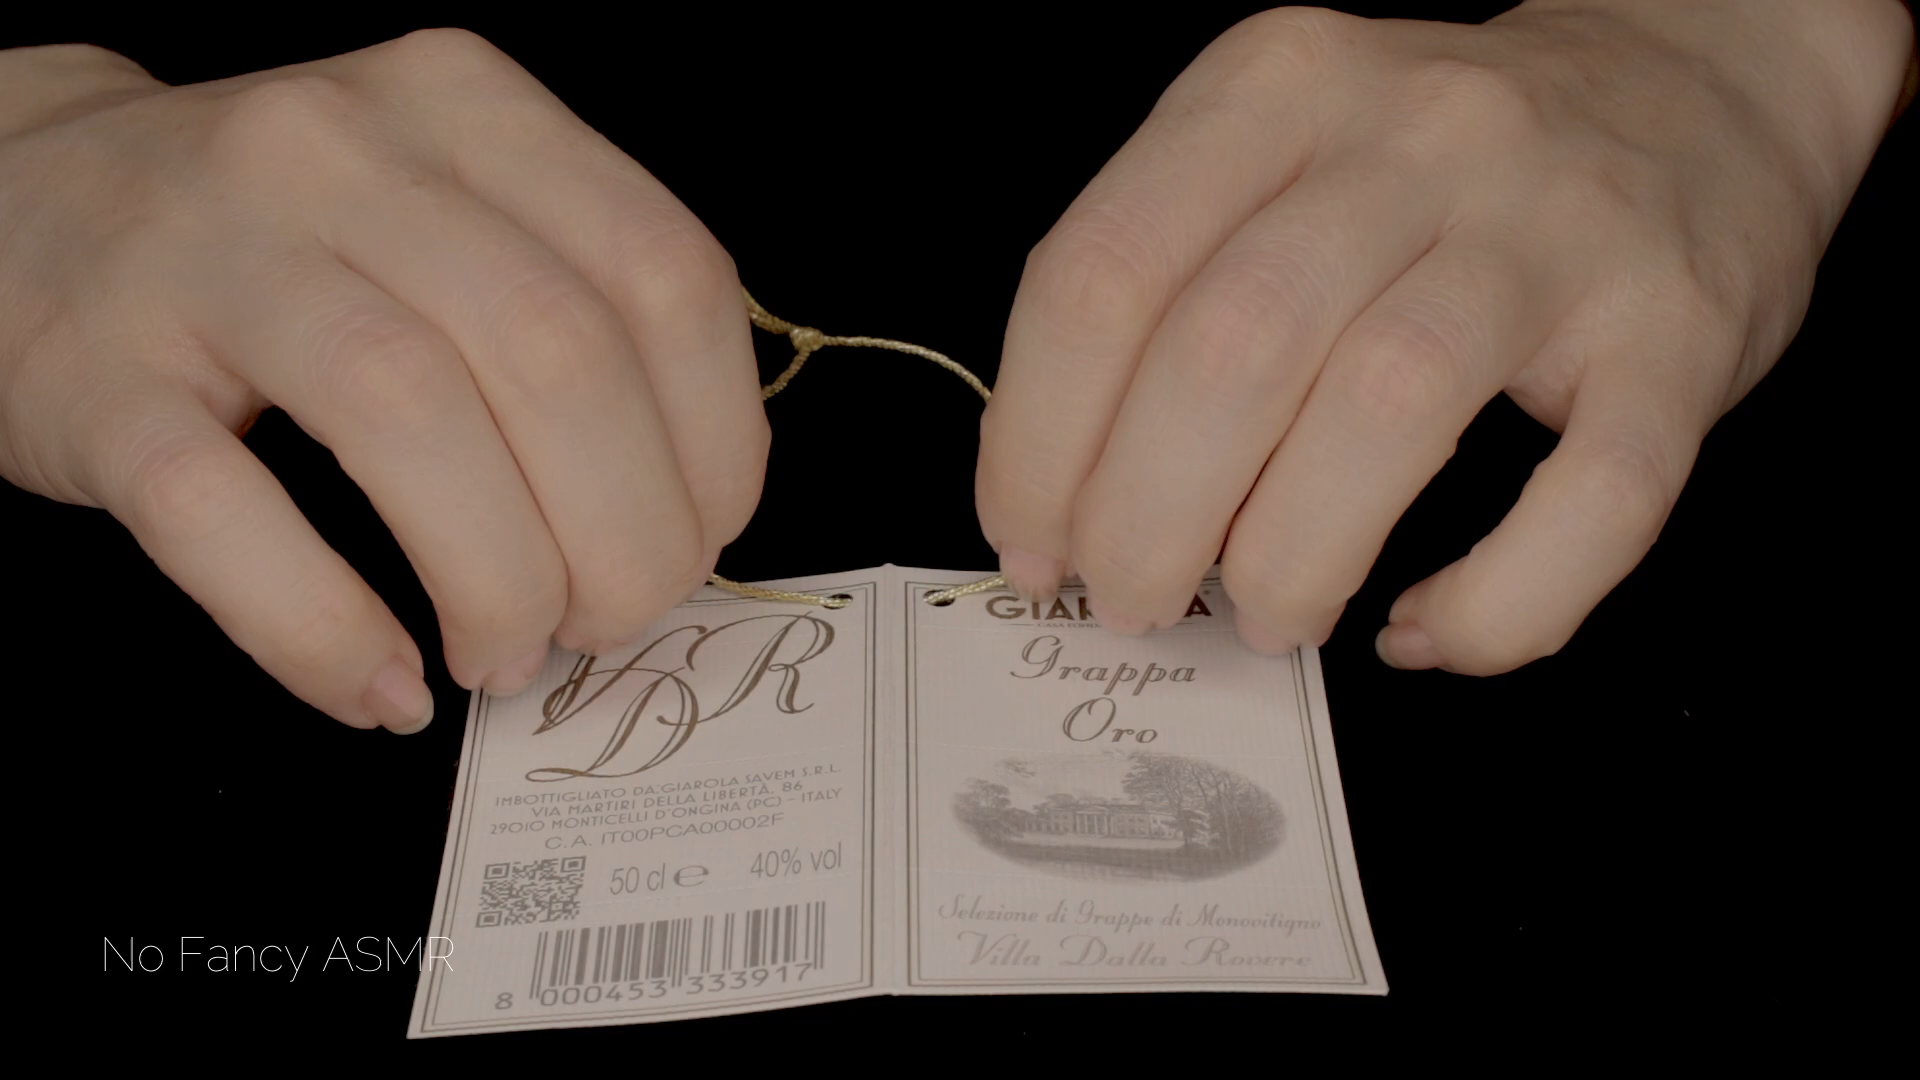 VDR
IMBOTTIGLIATO DA:GIAROLA SAVEM S.R.L.
VIA MARTIRI DELLA LIBERTÀ, 86
29010 MONTICELLI D'ONGINA (PC) - ITALY
C.A. IT00PCA00002F
50 cl e 40% vol
8 000453 333917
Grappa
Oro
Selezione di Grappe di Monovitigno
Villa Dalla Rovere
No Fancy ASMR